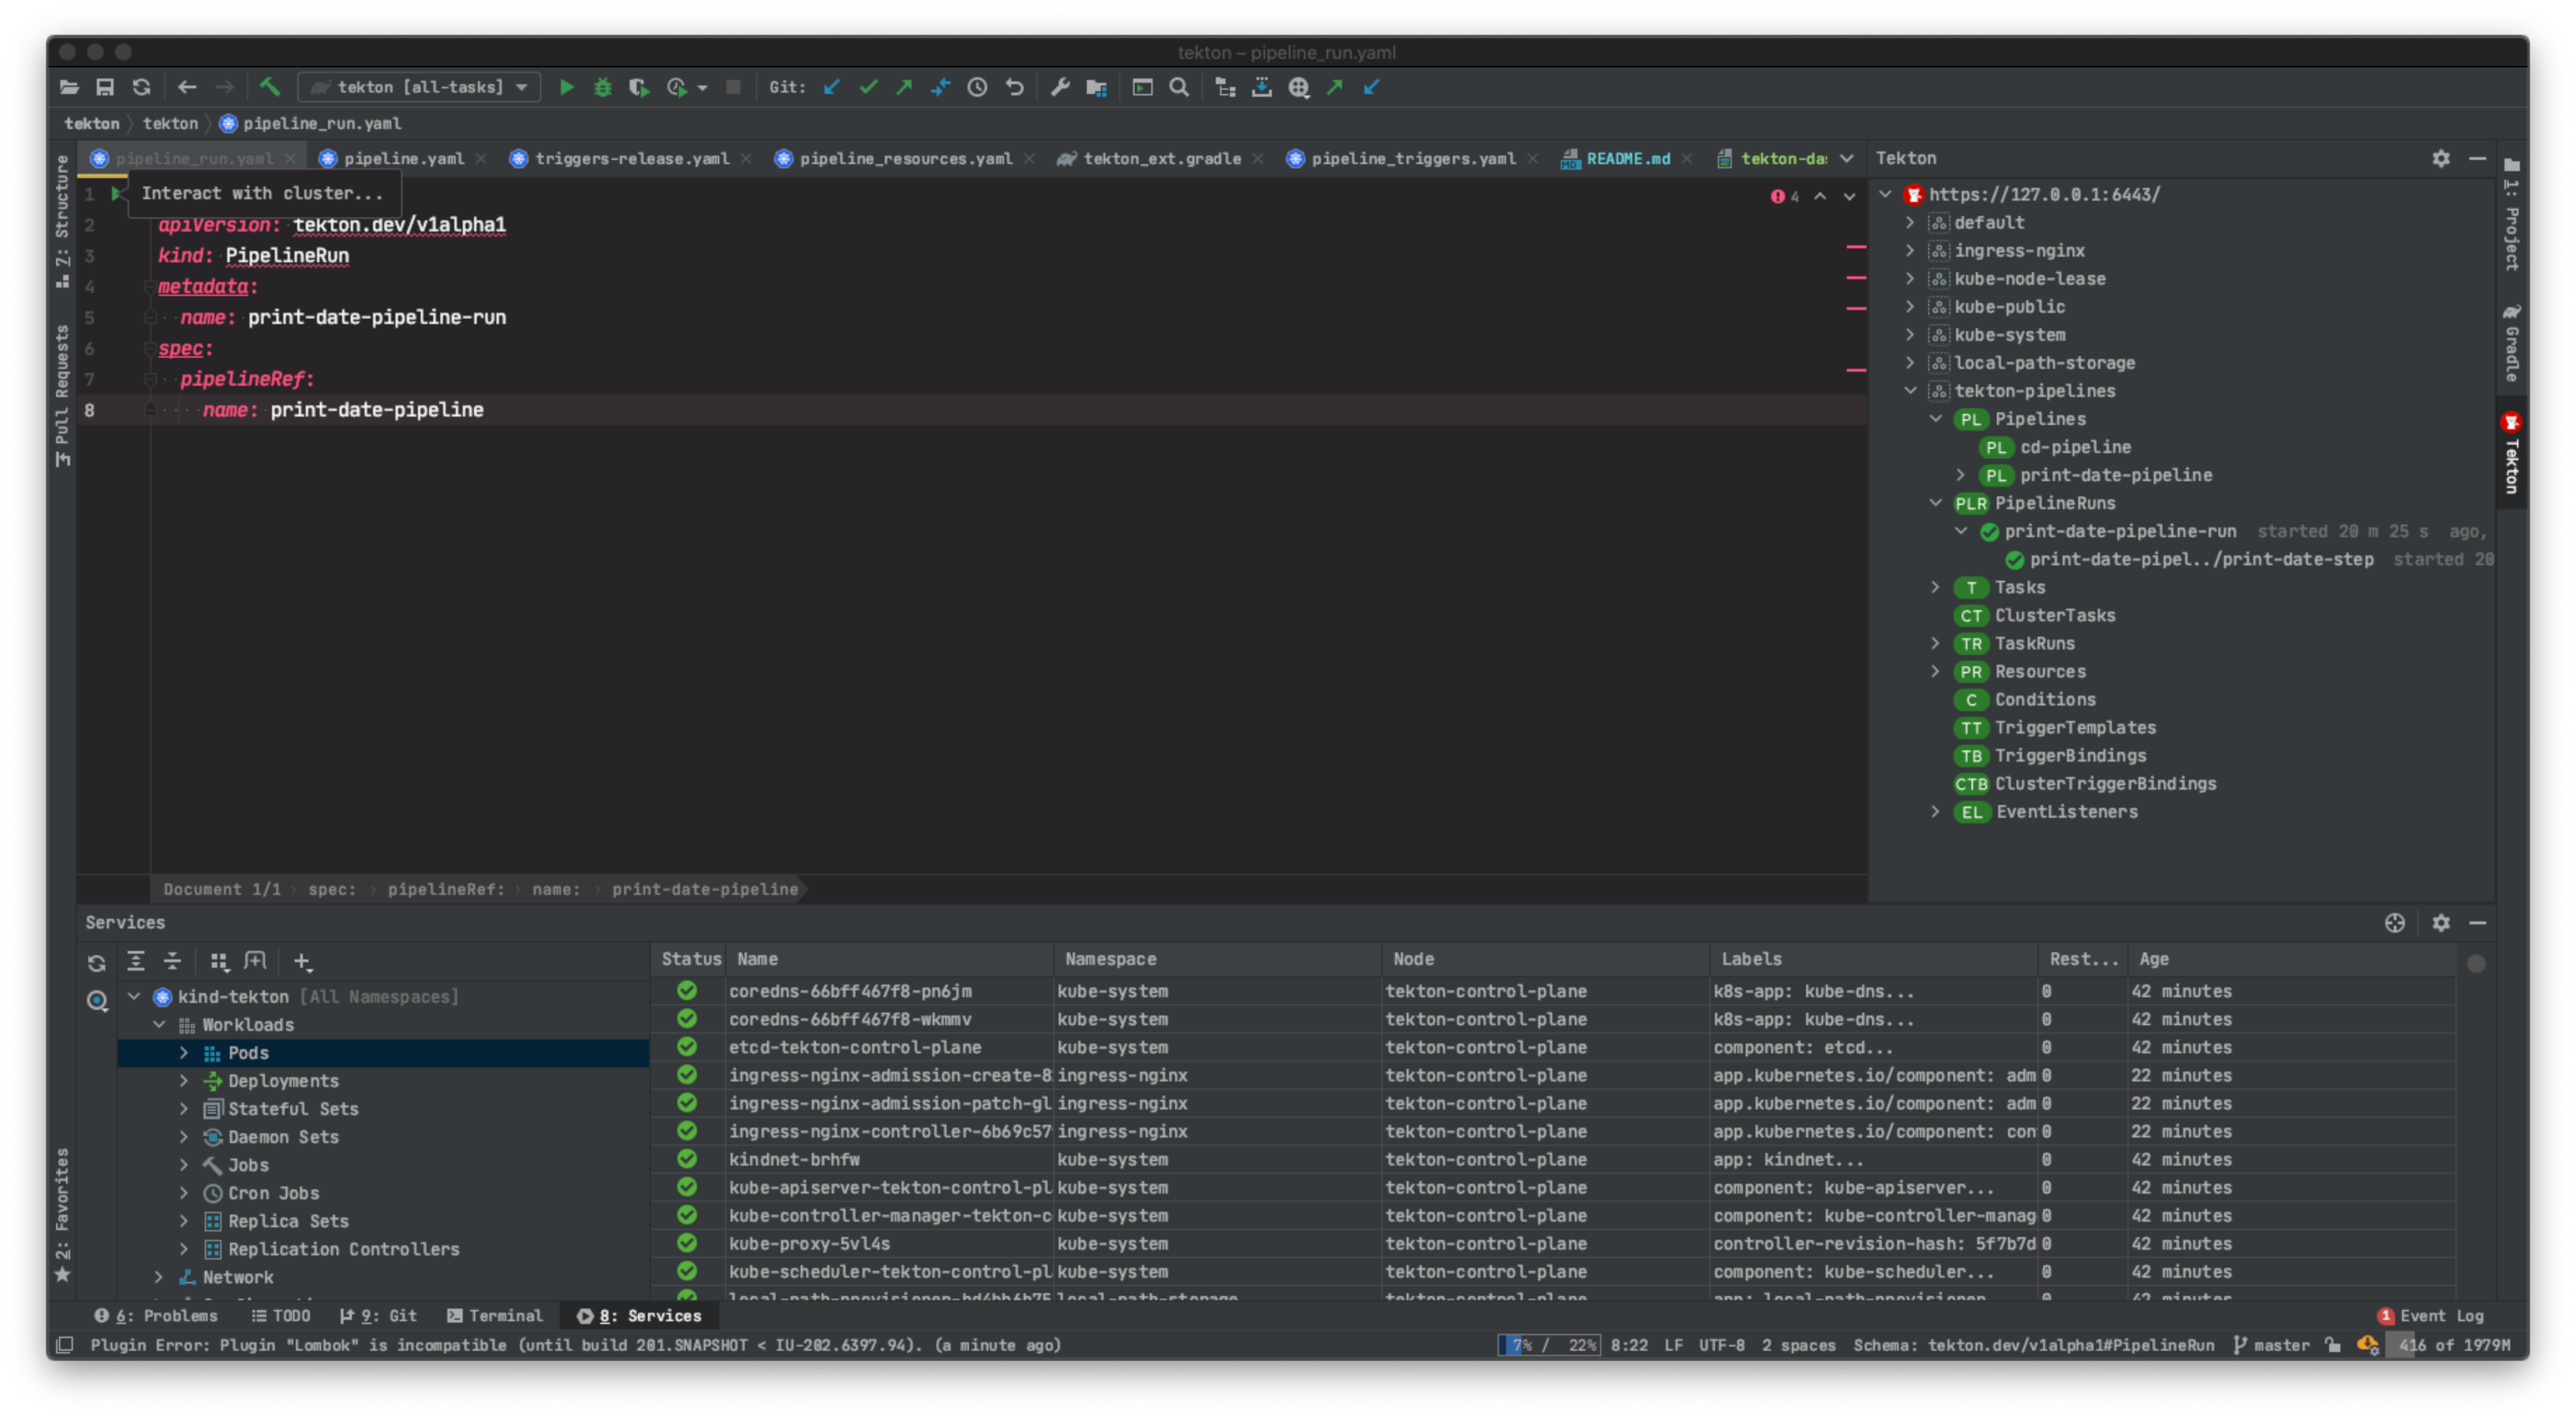 tekton – pipeline_run.yaml
tekton [all-tasks]
Git:
tekton tekton pipeline_run.yaml
pipeline_run.yaml pipeline.yaml triggers-release.yaml pipeline_resources.yaml tekton_ext.gradle pipeline_triggers.yaml README.md tekton-da
7: Structure
Pull Requests
2: Favorites
Interact with cluster...
4
1
2 apiVersion: tekton.dev/v1alpha1
3 kind: PipelineRun
4 metadata:
5 name: print-date-pipeline-run
6 spec:
7 pipelineRef:
8 name: print-date-pipeline
Document 1/1 spec: pipelineRef: name: print-date-pipeline
Tekton
https://127.0.0.1:6443/
default
ingress-nginx
kube-node-lease
kube-public
kube-system
local-path-storage
tekton-pipelines
PL Pipelines
PL cd-pipeline
PL print-date-pipeline
PLR PipelineRuns
print-date-pipeline-run started 20 m 25 s ago,
print-date-pipel../print-date-step started 20
T Tasks
CT ClusterTasks
TR TaskRuns
PR Resources
C Conditions
TT TriggerTemplates
TB TriggerBindings
CTB ClusterTriggerBindings
EL EventListeners
1: Project
Gradle
Tekton
Services
kind-tekton [All Namespaces]
Workloads
Pods
Deployments
Stateful Sets
Daemon Sets
Jobs
Cron Jobs
Replica Sets
Replication Controllers
Network
Status Name Namespace Node Labels Rest... Age
coredns-66bff467f8-pn6jm kube-system tekton-control-plane k8s-app: kube-dns... 0 42 minutes
coredns-66bff467f8-wkmmv kube-system tekton-control-plane k8s-app: kube-dns... 0 42 minutes
etcd-tekton-control-plane kube-system tekton-control-plane component: etcd... 0 42 minutes
ingress-nginx-admission-create-8 ingress-nginx tekton-control-plane app.kubernetes.io/component: adm 0 22 minutes
ingress-nginx-admission-patch-gl ingress-nginx tekton-control-plane app.kubernetes.io/component: adm 0 22 minutes
ingress-nginx-controller-6b69c57 ingress-nginx tekton-control-plane app.kubernetes.io/component: con 0 22 minutes
kindnet-brhfw kube-system tekton-control-plane app: kindnet... 0 42 minutes
kube-apiserver-tekton-control-pl kube-system tekton-control-plane component: kube-apiserver... 0 42 minutes
kube-controller-manager-tekton-c kube-system tekton-control-plane component: kube-controller-manag 0 42 minutes
kube-proxy-5vl4s kube-system tekton-control-plane controller-revision-hash: 5f7b7d 0 42 minutes
kube-scheduler-tekton-control-pl kube-system tekton-control-plane component: kube-scheduler... 0 42 minutes
6: Problems TODO 9: Git Terminal 8: Services 1 Event Log
Plugin Error: Plugin "Lombok" is incompatible (until build 201.SNAPSHOT < IU-202.6397.94). (a minute ago) 7% / 22% 8:22 LF UTF-8 2 spaces Schema: tekton.dev/v1alpha1#PipelineRun master 416 of 1979M